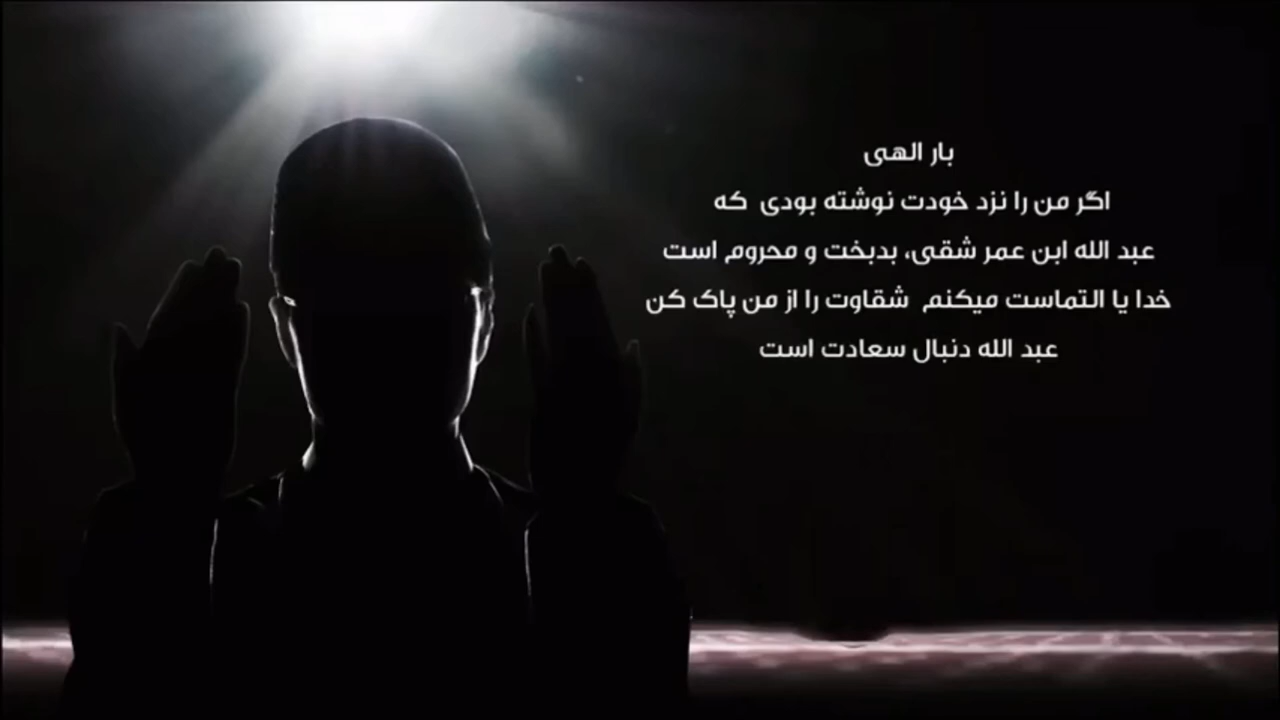 بار الهی
اگر من را نزد خودت نوشته بودی که
عبد الله ابن عمر شقی، بدبخت و محروم است
خدا یا التماست میکنم شقاوت را از من پاک کن
عبد الله دنبال سعادت است